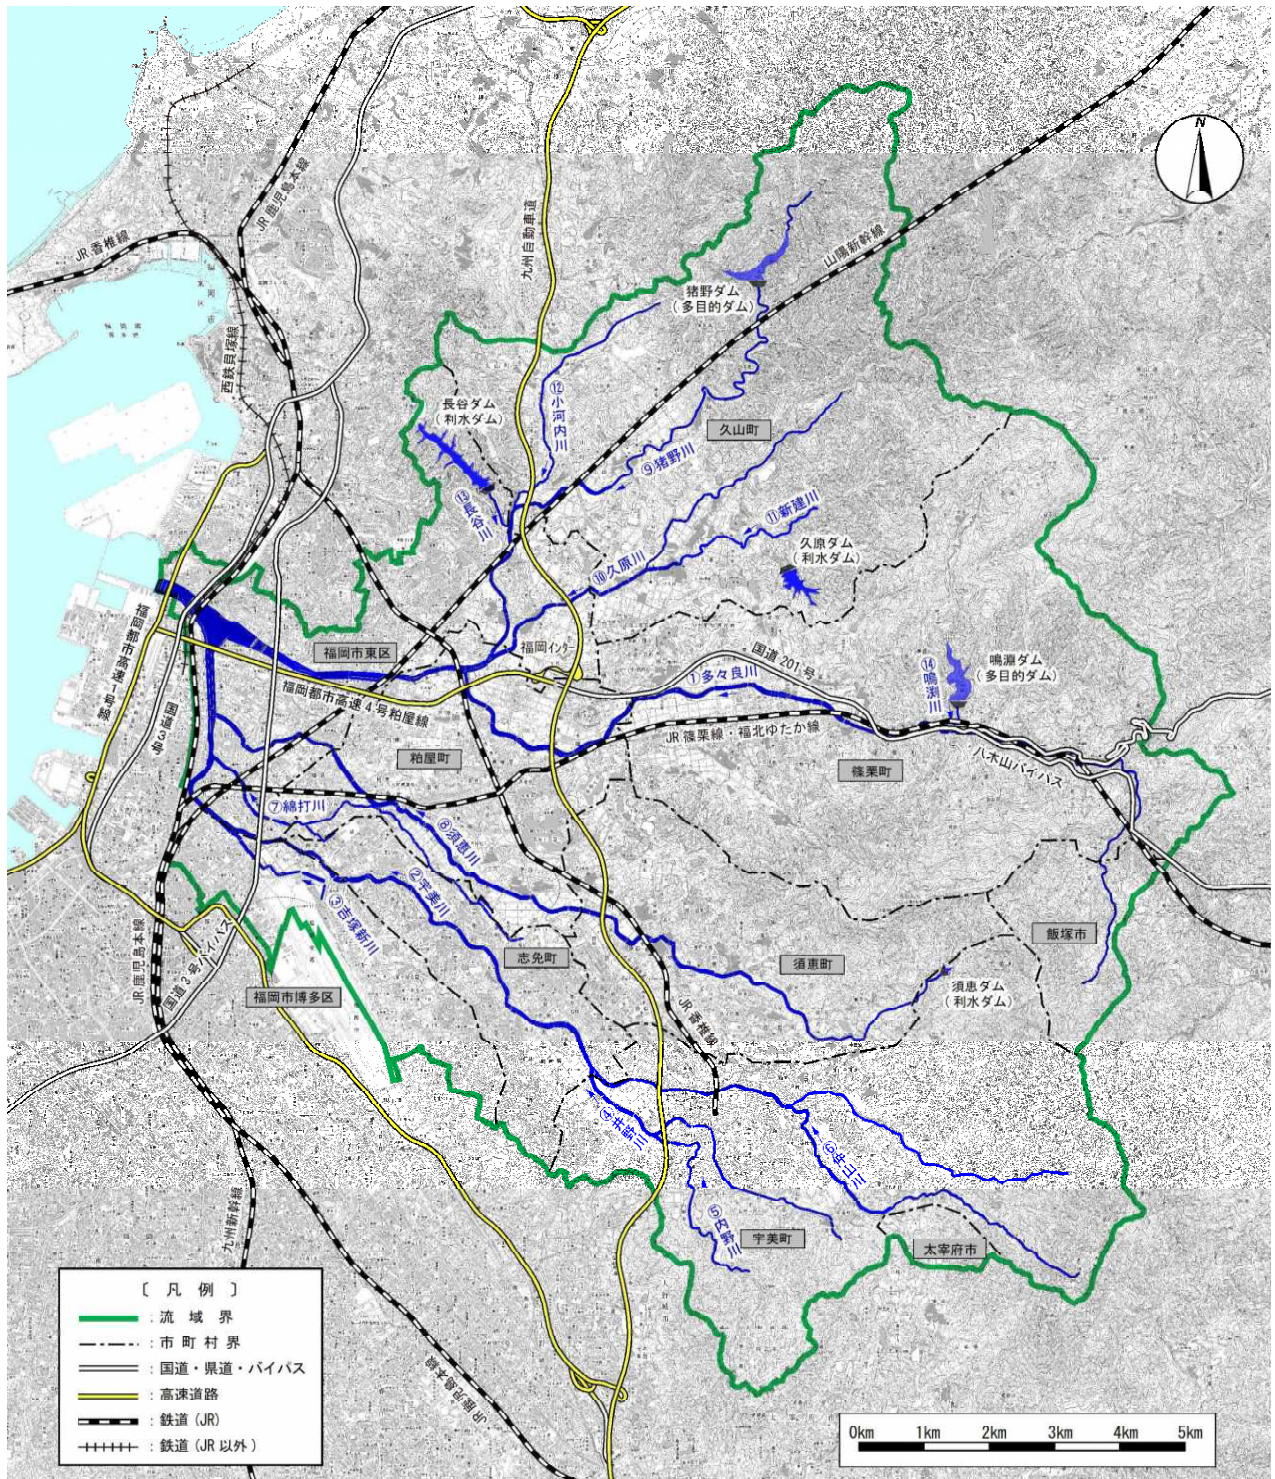 N
JR鹿児島本線
九州自動車道
山陽新幹線
JR香椎線
西鉄貝塚線
猪野ダム
(多目的ダム)
⑫小河内川
長谷ダム
(利水ダム)
久山町
⑨猪野川
⑬長谷川
⑪新建川
久原ダム
(利水ダム)
⑩久原川
福岡市東区
福岡インター
国道201号
①多々良川
鳴淵ダム
(多目的ダム)
⑭鳴渕川
福岡都市高速1号線
国道3号
福岡都市高速4号粕屋線
JR篠栗線・福北ゆたか線
八木山バイパス
粕屋町
篠栗町
⑦綿打川
⑧須恵川
②宇美川
③吉塚新川
志免町
須恵町
飯塚市
須恵ダム
(利水ダム)
福岡市博多区
JR鹿児島本線
国道3号バイパス
JR香椎線
④井野川
⑥牟田川
⑤内野川
宇美町
太宰府市
九州新幹線
JR鹿児島本線
〔凡例〕
:流域界
:市町村界
:国道・県道・バイパス
:高速道路
:鉄道(JR)
:鉄道(JR以外)
0km 1km 2km 3km 4km 5km